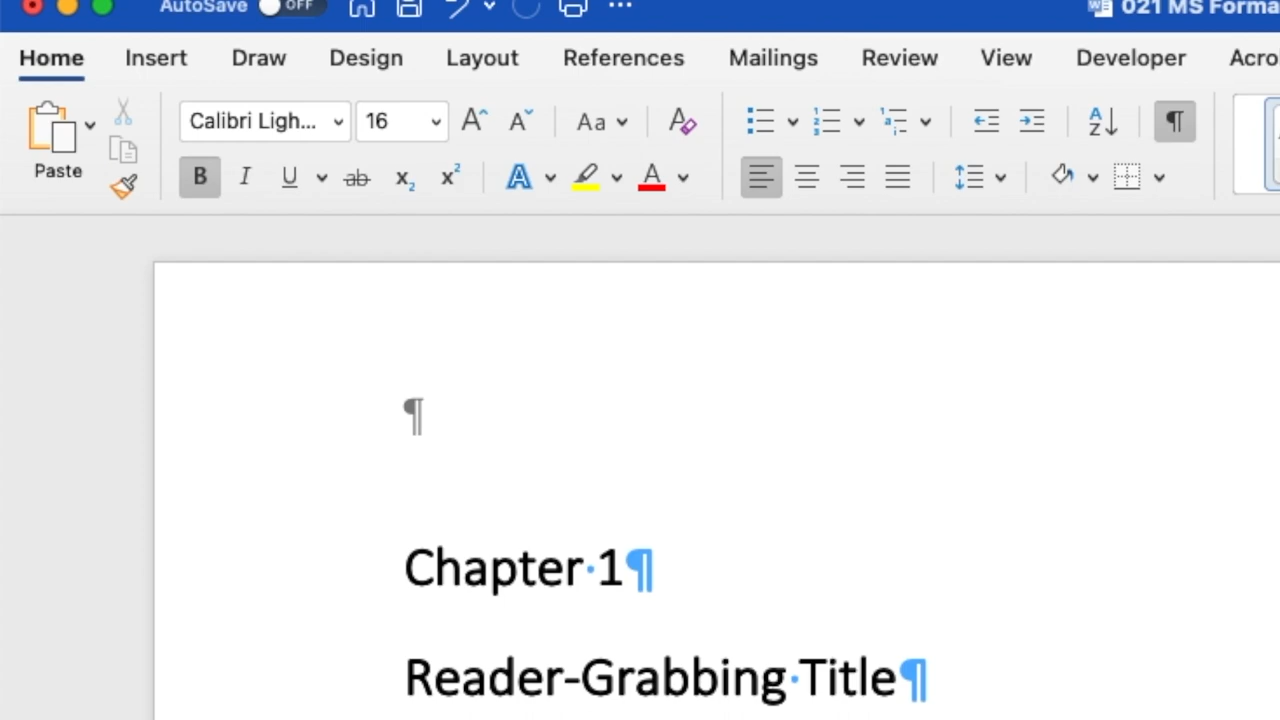 AutoSave OFF 021 MS Forma
Home Insert Draw Design Layout References Mailings Review View Developer Acro
Paste
Calibri Ligh... 16 Aa
B I U ab x₂ x²
¶
Chapter·1¶
Reader-Grabbing·Title¶